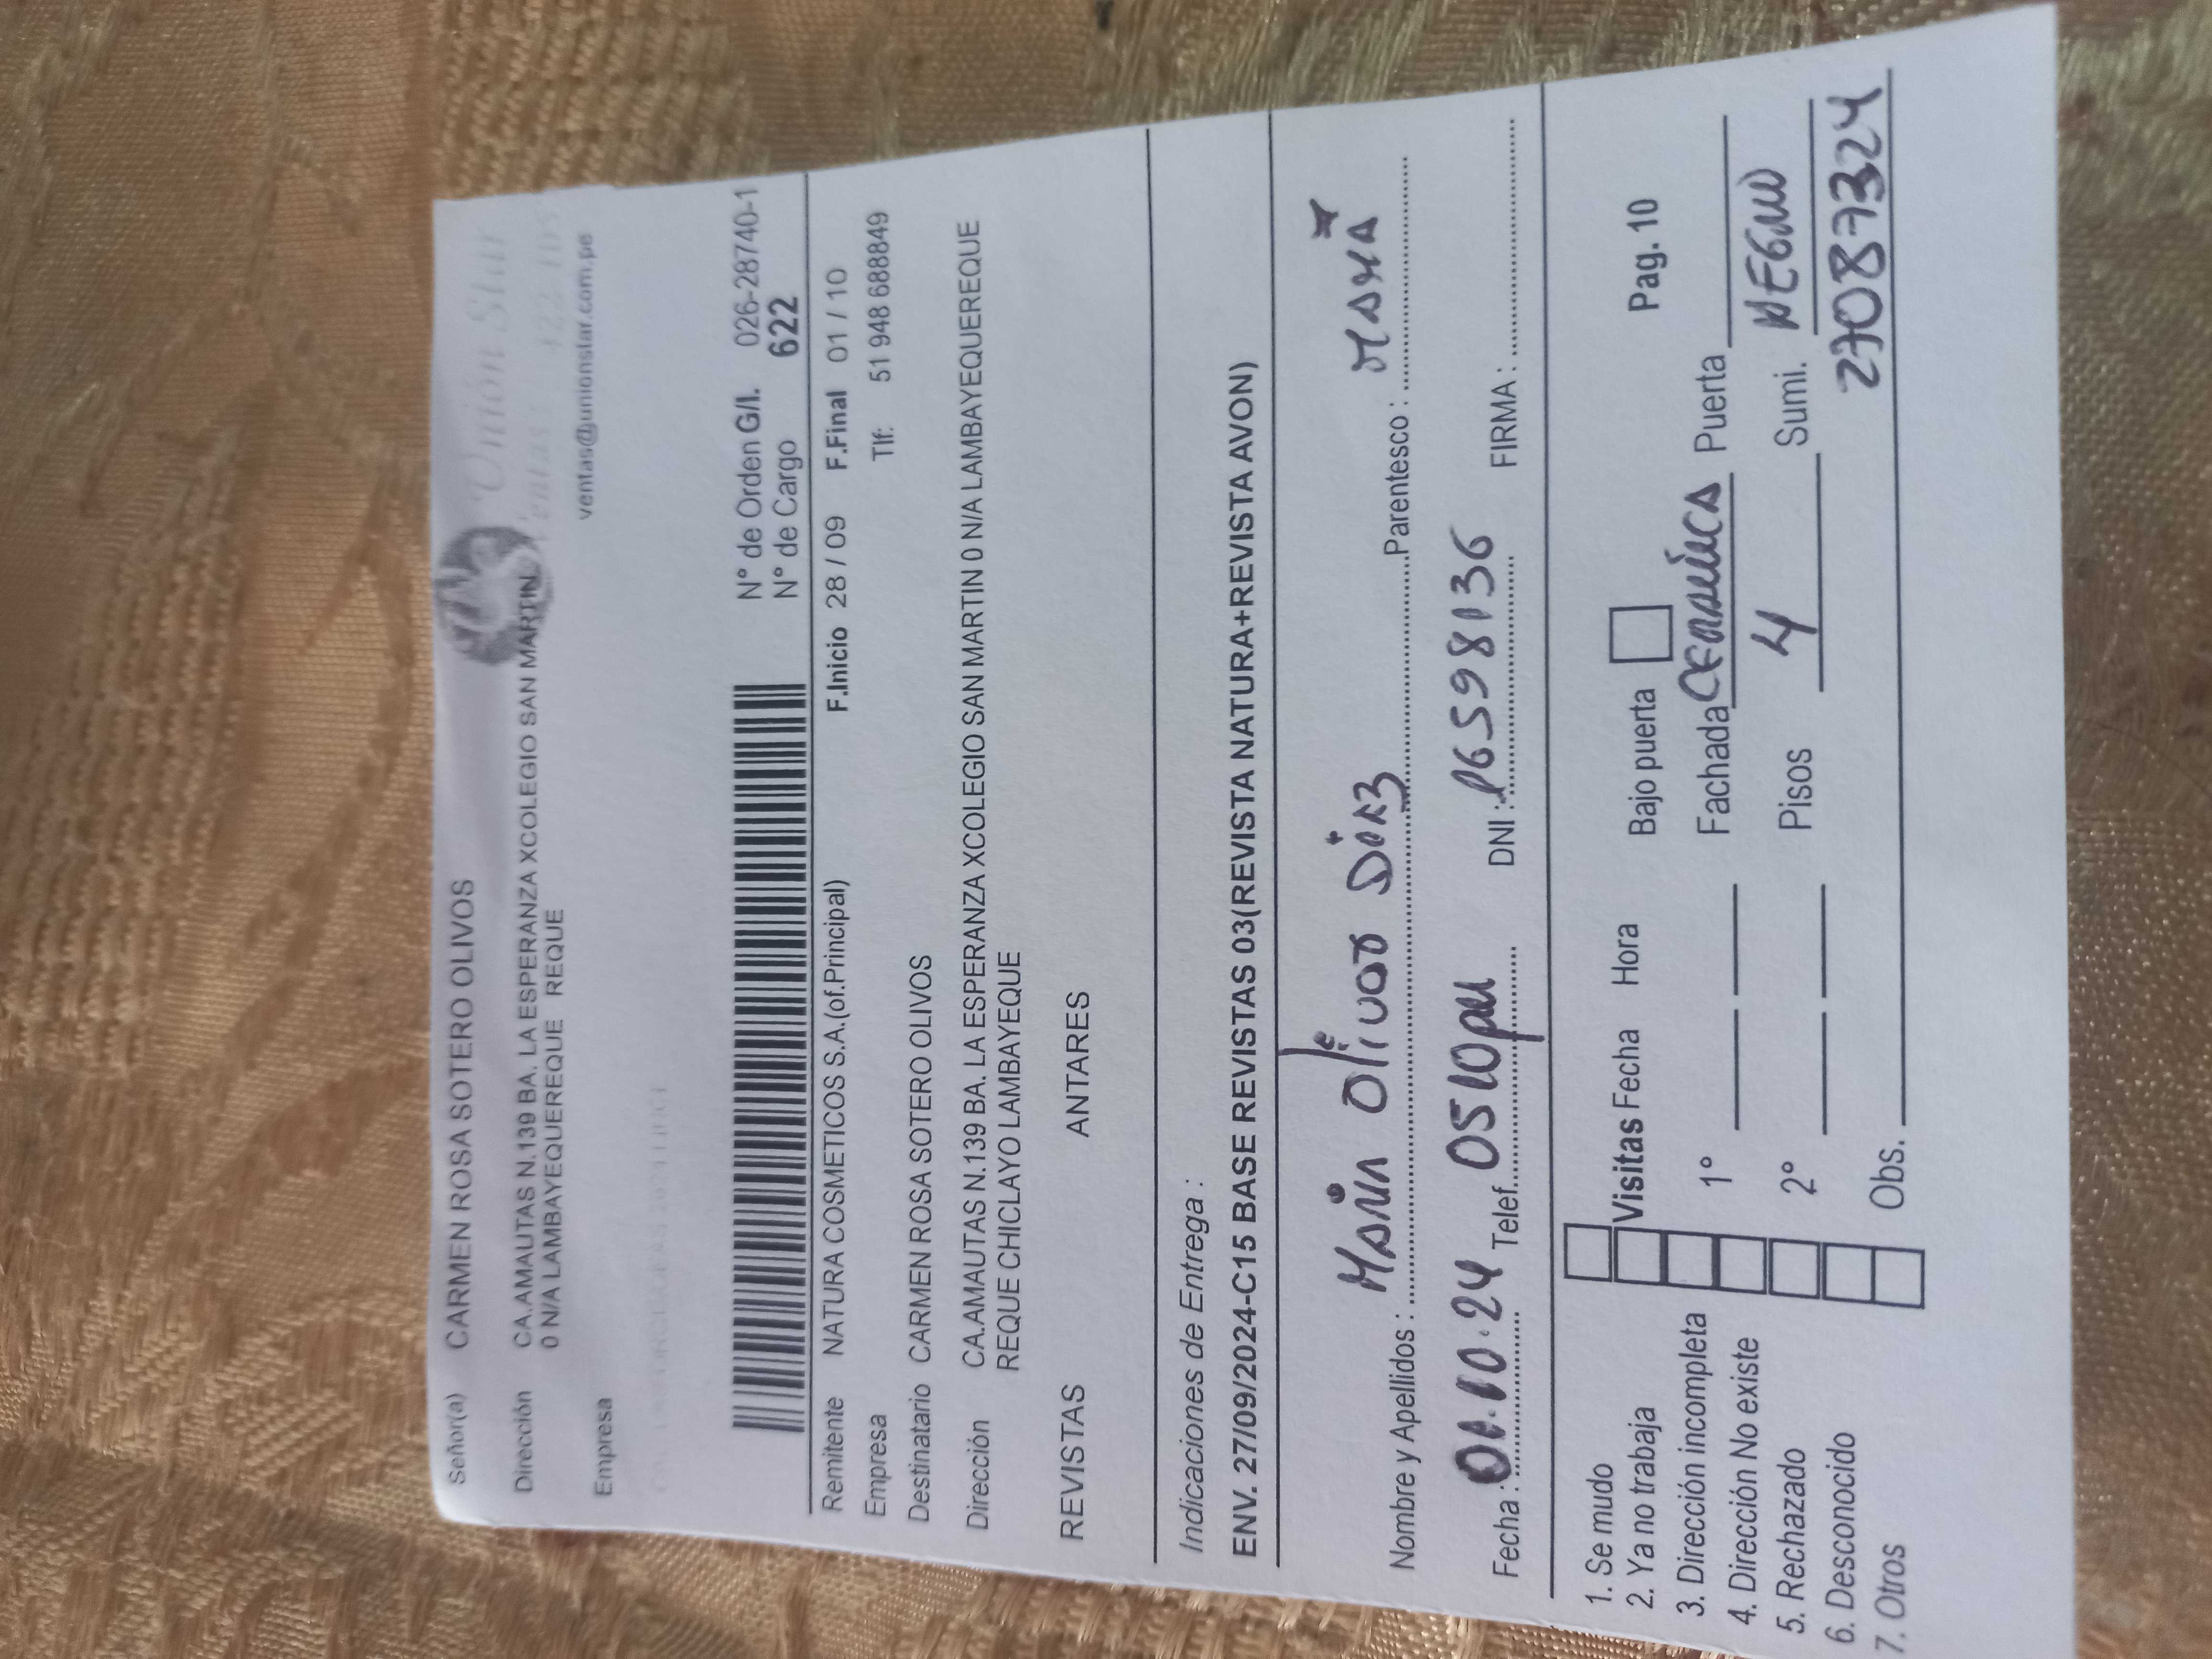 Señor(a) CARMEN ROSA SOTERO OLIVOS
Unión Star
Dirección CA.AMAUTAS N.139 BA. LA ESPERANZA XCOLEGIO SAN MARTIN
0 N/A LAMBAYEQUEREQUE REQUE
ventas@unionstar.com.pe
Empresa
N° de Orden G/I. 026-28740-1
N° de Cargo 622
Remitente NATURA COSMETICOS S.A.(of.Principal) F.Inicio 28 / 09 F.Final 01 / 10
Empresa Tlf: 51 948 688849
Destinatario CARMEN ROSA SOTERO OLIVOS
Dirección CA.AMAUTAS N.139 BA. LA ESPERANZA XCOLEGIO SAN MARTIN 0 N/A LAMBAYEQUEREQUE
REQUE CHICLAYO LAMBAYEQUE
REVISTAS ANTARES
Indicaciones de Entrega :
ENV. 27/09/2024-C15 BASE REVISTAS 03(REVISTA NATURA+REVISTA AVON)
Nombre y Apellidos : María Olivos Díaz Parentesco : MAMÁ
Fecha : 01.10.24 Telef. 0510pm DNI : 16598136 FIRMA :
1. Se mudo
2. Ya no trabaja Visitas Fecha Hora Bajo puerta Pag. 10
3. Dirección incompleta 1° Fachada CERÁMICA Puerta
4. Dirección No existe
5. Rechazado 2° Pisos 4 Sumi. NEGRO
6. Desconocido
7. Otros Obs. 27087324